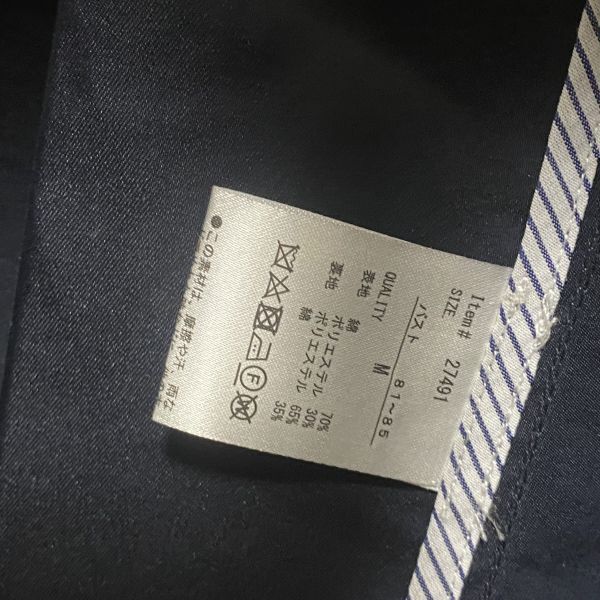 Item# 27491
SIZE
バスト 81～85
M
QUALITY
表地 綿 70%
ポリエステル 30%
裏地 綿 65%
ポリエステル 35%
F
●この素材は、摩擦や汗、雨な